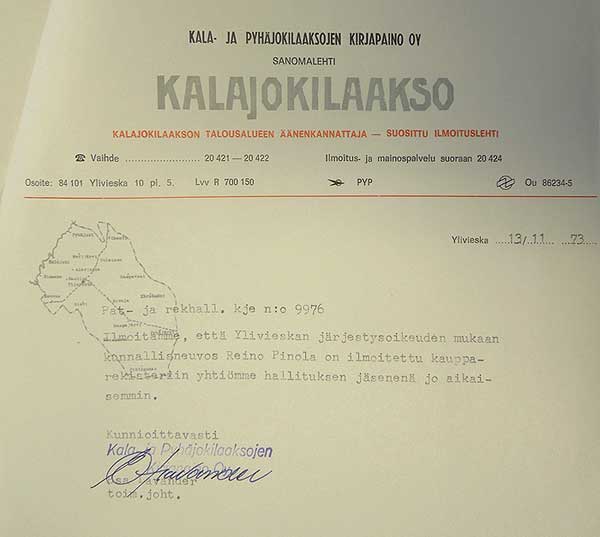 KALA- JA PYHÄJOKILAAKSOJEN KIRJAPAINO OY
SANOMALEHTI
KALAJOKILAAKSO
KALAJOKILAAKSON TALOUSALUEEN ÄÄNENKANNATTAJA — SUOSITTU ILMOITUSLEHTI
☎ Vaihde ........................ 20 421 — 20 422 Ilmoitus- ja mainospalvelu suoraan 20 424
Osoite: 84 101 Ylivieska 10 pl. 5. Lvv R 700 150 PYP Ou 86234-5
Ylivieska .....13/11 ...73....
Pat- ja rekhall. kje n:o 9976
Ilmoitamme, että Ylivieskan järjestysoikeuden mukaan
kunnallisneuvos Reino Pinola on ilmoitettu kauppa-
rekisteriin yhtiömme hallituksen jäsenenä jo aikai-
semmin.
Kunnioittavasti
Kala- ja Pyhäjokilaaksojen
Kirjapaino Oy
toim.joht.